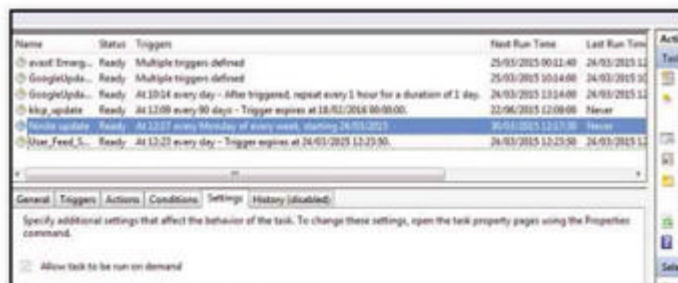 Name Status Triggers Next Run Time Last Run Time
avast! Emerg... Ready Multiple triggers defined 25/03/2015 00:11:40 24/03/2015 12
GoogleUpda... Ready Multiple triggers defined 25/03/2015 10:14:00 24/03/2015 12
GoogleUpda... Ready At 10:14 every day - After triggered, repeat every 1 hour for a duration of 1 day. 24/03/2015 13:14:00 24/03/2015 12
klcp_update Ready At 12:09 every 90 days - Trigger expires at 18/02/2016 00:00:00. 22/06/2015 12:09:00 Never
Ninite update Ready At 12:17 every Monday of every week, starting 24/03/2015 30/03/2015 Never
User_Feed_S... Ready At 12:23 every day - Trigger expires at 24/03/2025 12:23:50. 24/03/2015 12:23:50 24/03/2015 12
General Triggers Actions Conditions Settings History (disabled)
Specify additional settings that affect the behavior of the task. To change these settings, open the task property pages using the Properties
command.
Allow task to be run on demand
Acti
Task
Sele